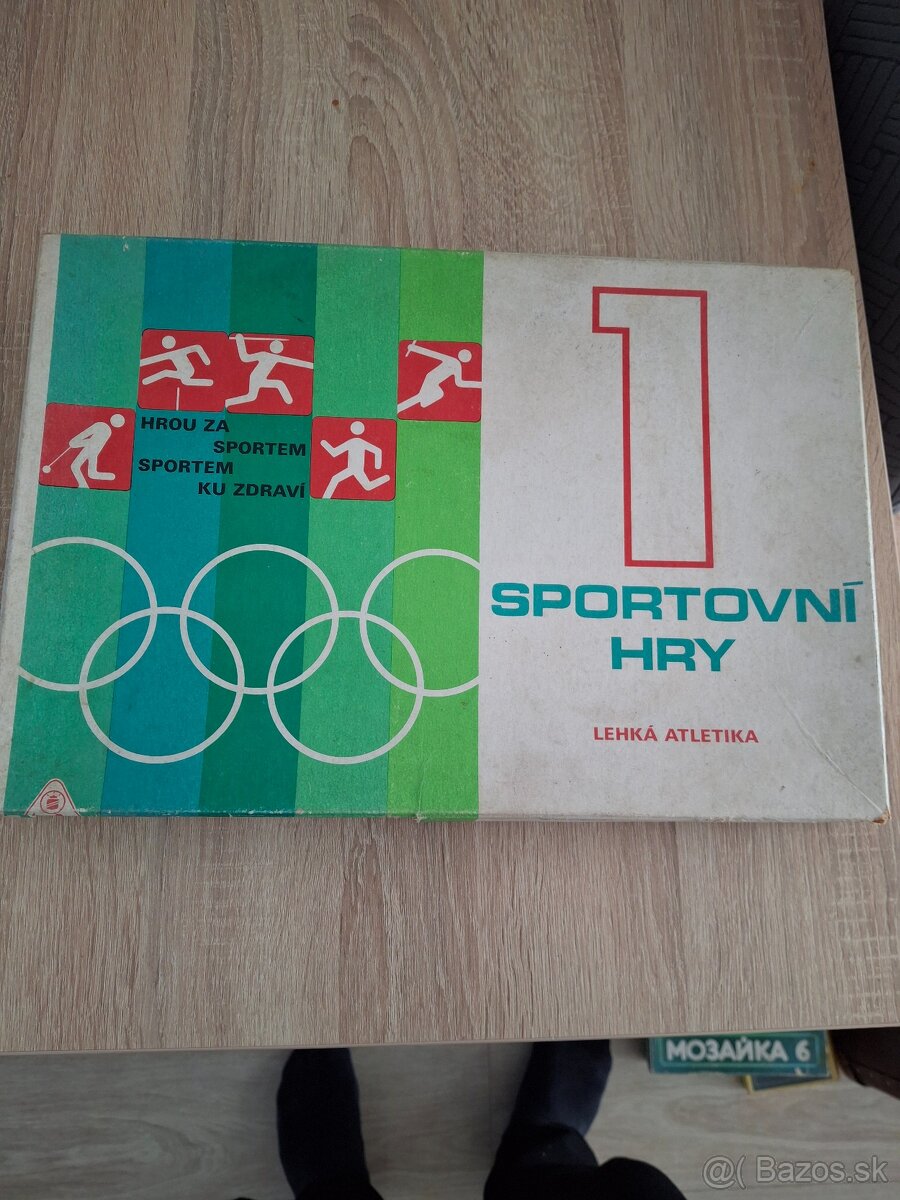 HROU ZA
SPORTEM
SPORTEM
KU ZDRAVÍ
1
SPORTOVNÍ
HRY
LEHKÁ ATLETIKA
МОЗАЙКА 6
@( Bazos.sk